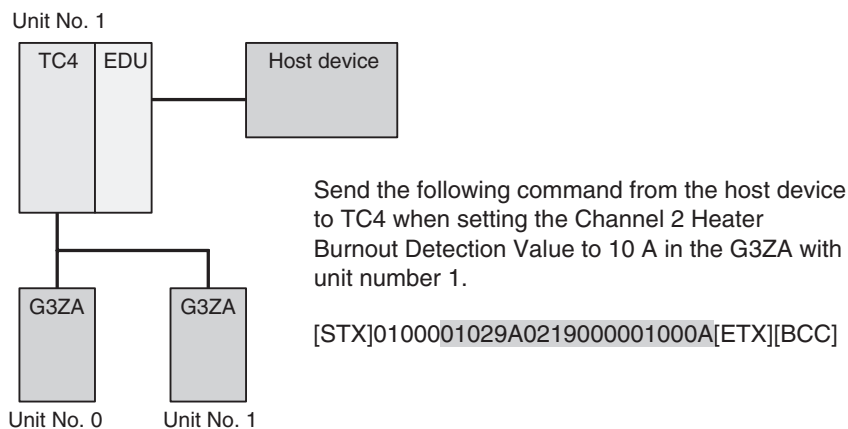 Unit No. 1
TC4
EDU
Host device
Send the following command from the host device
to TC4 when setting the Channel 2 Heater
Burnout Detection Value to 10 A in the G3ZA with
unit number 1.
[STX]0100001029A0219000001000A[ETX][BCC]
G3ZA
G3ZA
Unit No. 0
Unit No. 1